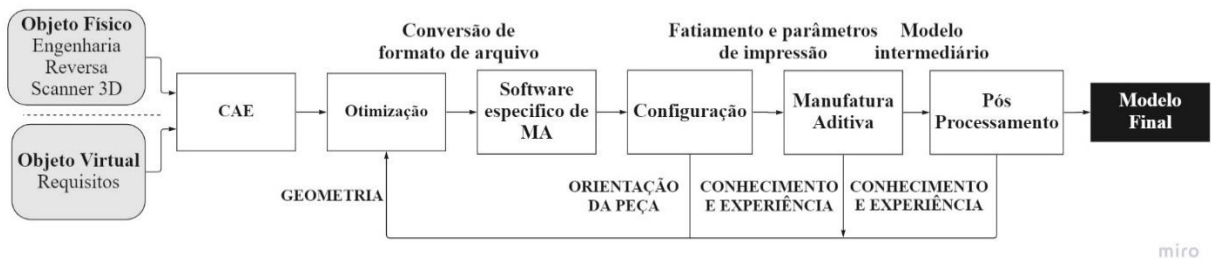 Objeto Físico
Engenharia
Reversa
Scanner 3D
Objeto Virtual
Requisitos
CAE
Otimização
Conversão de
formato de arquivo
Software
especifico de
MA
Configuração
Fatiamento e parâmetros
de impressão
Manufatura
Aditiva
Modelo
intermediário
Pós
Processamento
Modelo
Final
GEOMETRIA
ORIENTAÇÃO
DA PEÇA
CONHECIMENTO
E EXPERIÊNCIA
CONHECIMENTO
E EXPERIÊNCIA
miro